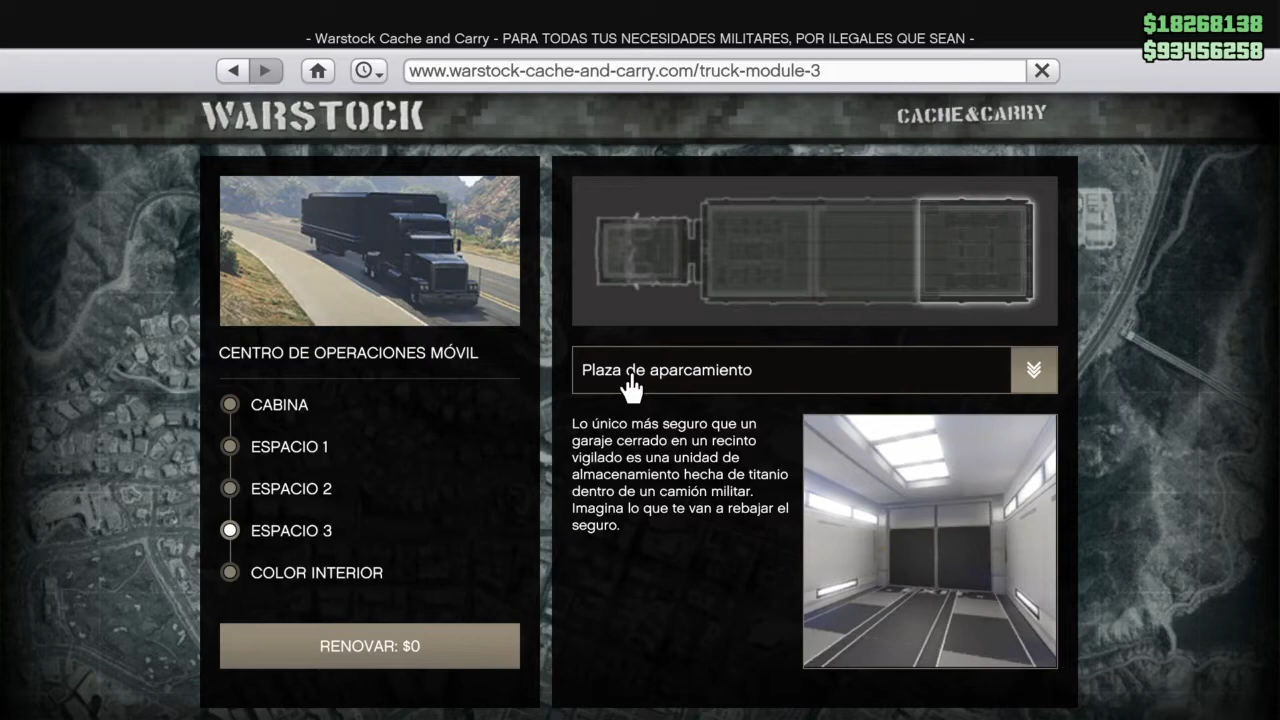 - Warstock Cache and Carry - PARA TODAS TUS NECESIDADES MILITARES, POR ILEGALES QUE SEAN -
$18268138
$93456258
www.warstock-cache-and-carry.com/truck-module-3
WARSTOCK
CACHE&CARRY
CENTRO DE OPERACIONES MÓVIL
CABINA
ESPACIO 1
ESPACIO 2
ESPACIO 3
COLOR INTERIOR
RENOVAR: $0
Plaza de aparcamiento
Lo único más seguro que un
garaje cerrado en un recinto
vigilado es una unidad de
almacenamiento hecha de titanio
dentro de un camión militar.
Imagina lo que te van a rebajar el
seguro.